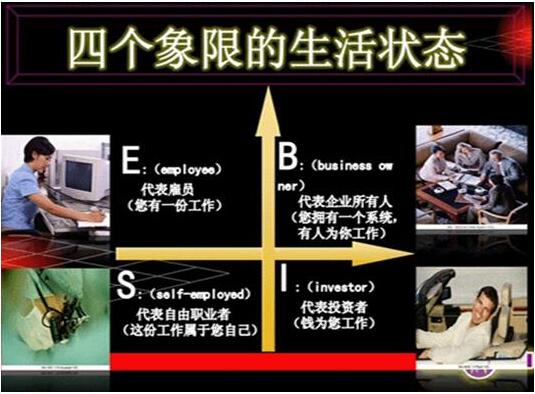 四个象限的生活状态
E:（employee）
代表雇员
（您有一份工作）
B:（business ow
ner）
代表企业所有人
（您拥有一个系统，
有人为你工作）
S:（self-employed）
代表自由职业者
（这份工作属于您自己）
I:（investor）
代表投资者
（钱为您工作）